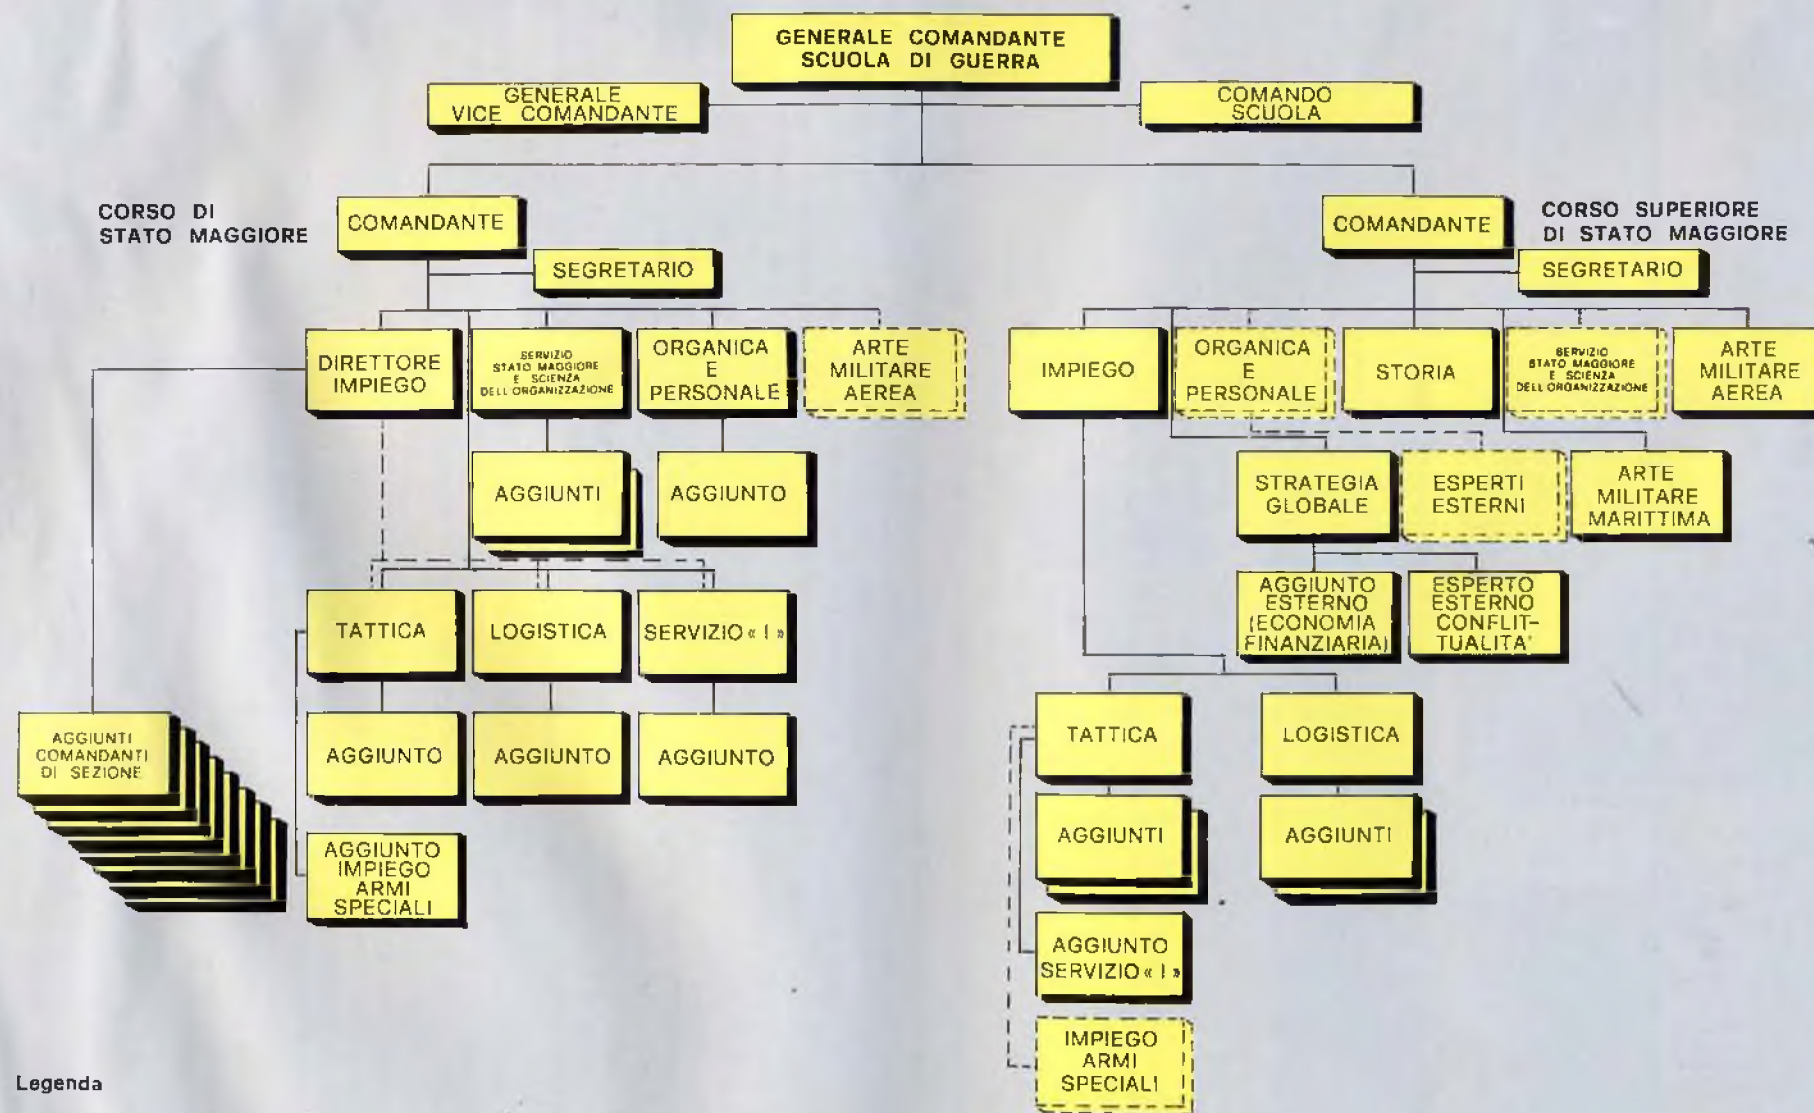 GENERALE COMANDANTE
SCUOLA DI GUERRA
GENERALE
VICE COMANDANTE
COMANDO
SCUOLA
CORSO DI
STATO MAGGIORE
COMANDANTE
SEGRETARIO
COMANDANTE
CORSO SUPERIORE
DI STATO MAGGIORE
SEGRETARIO
DIRETTORE
IMPIEGO
SERVIZIO
STATO MAGGIORE
E SCIENZA
DELL'ORGANIZZAZIONE
ORGANICA
E
PERSONALE
ARTE
MILITARE
AEREA
IMPIEGO
ORGANICA
E
PERSONALE
STORIA
SERVIZIO
STATO MAGGIORE
E SCIENZA
DELL'ORGANIZZAZIONE
ARTE
MILITARE
AEREA
AGGIUNTI
AGGIUNTO
STRATEGIA
GLOBALE
ESPERTI
ESTERNI
ARTE
MILITARE
MARITTIMA
TATTICA
LOGISTICA
SERVIZIO « I »
AGGIUNTO
ESTERNO
(ECONOMIA
FINANZIARIA)
ESPERTO
ESTERNO
CONFLIT-
TUALITA'
AGGIUNTI
COMANDANTI
DI SEZIONE
AGGIUNTO
AGGIUNTO
AGGIUNTO
TATTICA
LOGISTICA
AGGIUNTO
IMPIEGO
ARMI
SPECIALI
AGGIUNTI
AGGIUNTI
AGGIUNTO
SERVIZIO « I »
IMPIEGO
ARMI
SPECIALI
Legenda